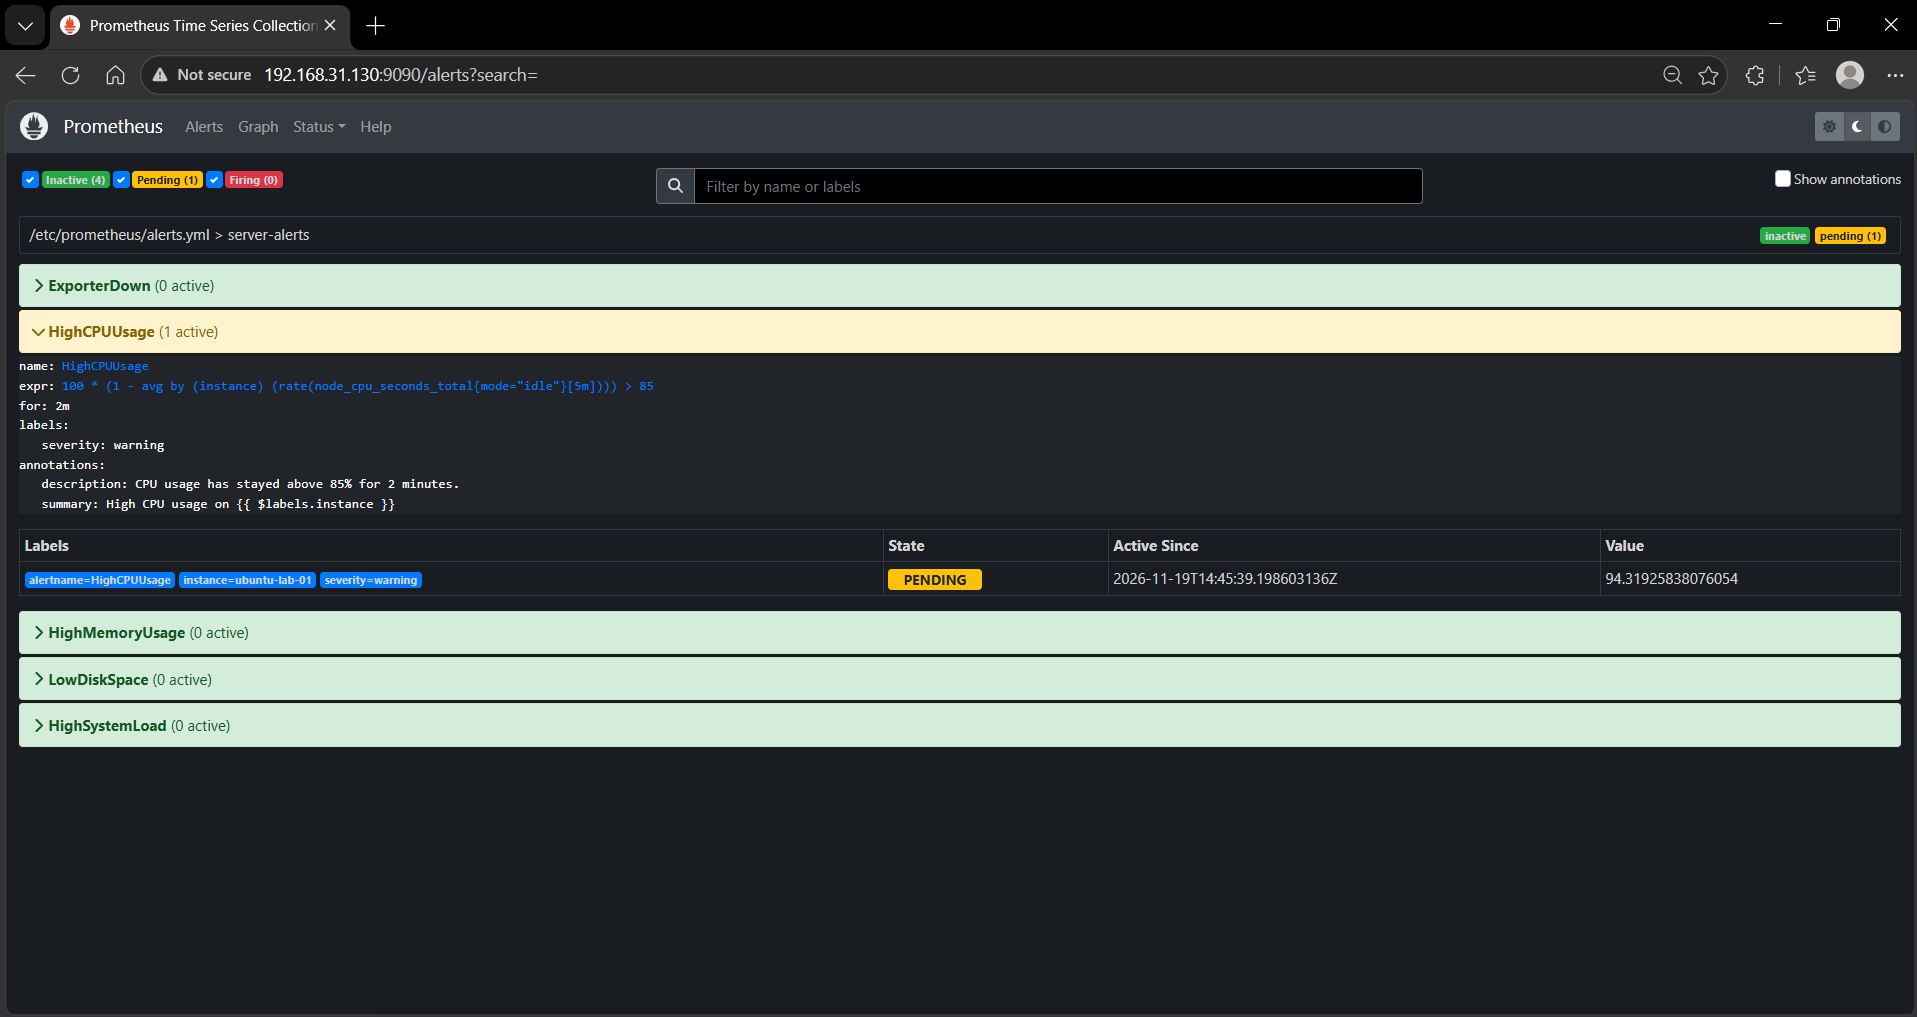 Prometheus Time Series Collection
Not secure 192.168.31.130:9090/alerts?search=
Prometheus Alerts Graph Status Help
Inactive (4) Pending (1) Firing (0) Filter by name or labels Show annotations
/etc/prometheus/alerts.yml > server-alerts inactive pending (1)
ExporterDown (0 active)
HighCPUUsage (1 active)
name: HighCPUUsage
expr: 100 * (1 - avg by (instance) (rate(node_cpu_seconds_total{mode="idle"}[5m]))) > 85
for: 2m
labels:
severity: warning
annotations:
description: CPU usage has stayed above 85% for 2 minutes.
summary: High CPU usage on {{ $labels.instance }}
Labels State Active Since Value
alertname=HighCPUUsage instance=ubuntu-lab-01 severity=warning PENDING 2026-11-19T14:45:39.198603136Z 94.31925838076054
HighMemoryUsage (0 active)
LowDiskSpace (0 active)
HighSystemLoad (0 active)